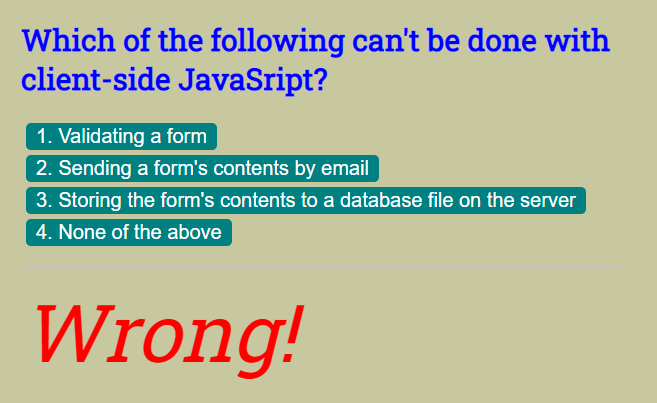 Which of the following can't be done with
client-side JavaSript?
1. Validating a form
2. Sending a form's contents by email
3. Storing the form's contents to a database file on the server
4. None of the above
Wrong!